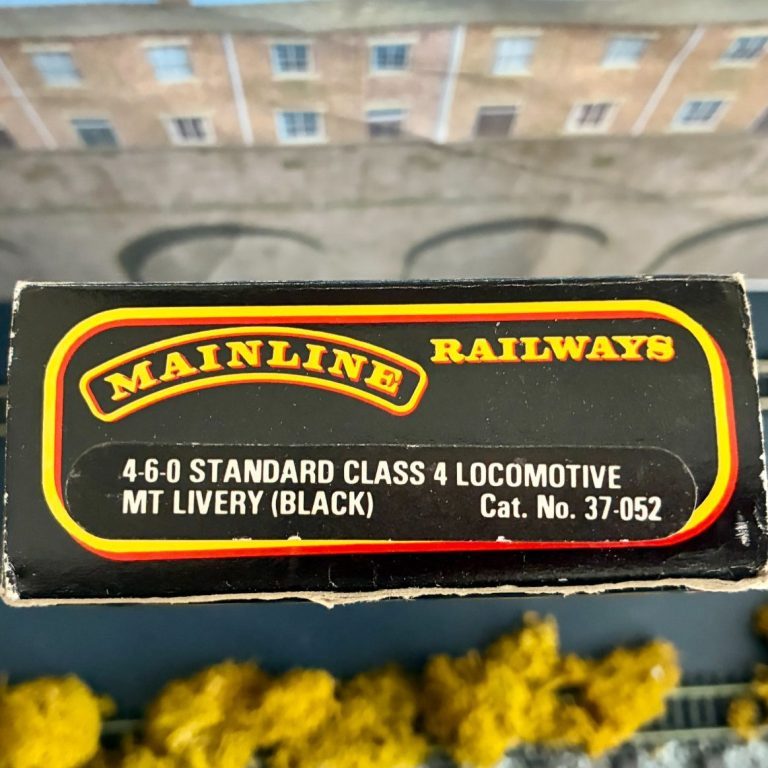 MAINLINE RAILWAYS
4-6-0 STANDARD CLASS 4 LOCOMOTIVE
MT LIVERY (BLACK) Cat. No. 37-052